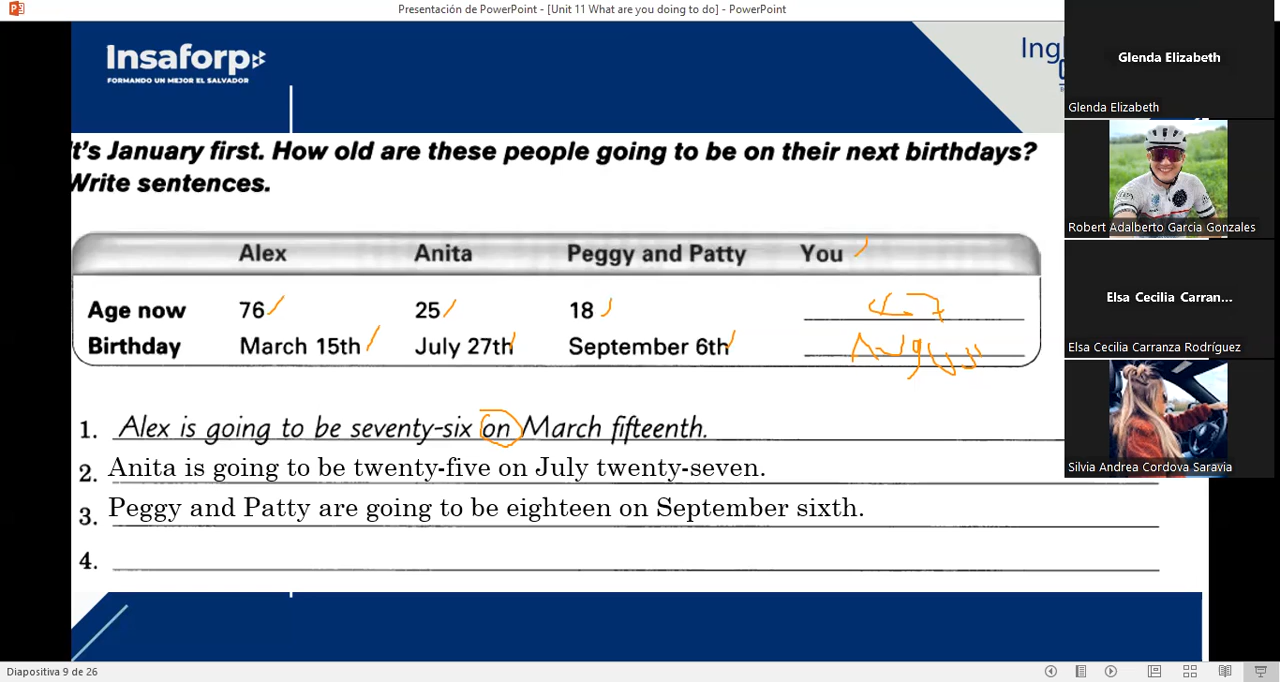 Presentación de PowerPoint - [Unit 11 What are you doing to do] - PowerPoint
Insaforp
FORMANDO UN MEJOR EL SALVADOR
t's January first. How old are these people going to be on their next birthdays?
Write sentences.
Alex Anita Peggy and Patty You
Age now 76 25 18 47
Birthday March 15th July 27th September 6th
1. Alex is going to be seventy-six on March fifteenth.
2. Anita is going to be twenty-five on July twenty-seven.
3. Peggy and Patty are going to be eighteen on September sixth.
4.
Glenda Elizabeth
Glenda Elizabeth
Robert Adalberto Garcia Gonzales
Elsa Cecilia Carran...
Elsa Cecilia Carranza Rodríguez
Silvia Andrea Cordova Saravia
Diapositiva 9 de 26